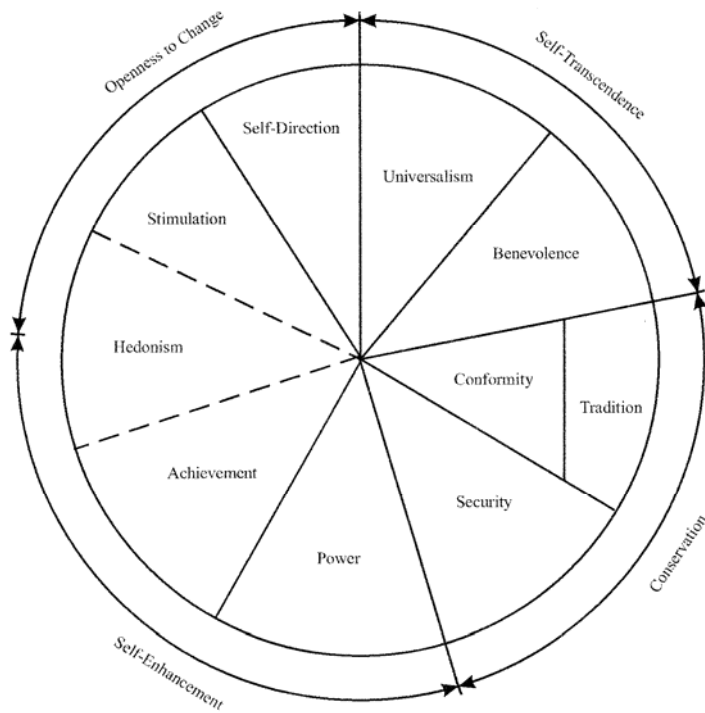 Openness to Change
Self-Transcendence
Self-Direction
Universalism
Stimulation
Benevolence
Hedonism
Conformity
Tradition
Achievement
Security
Power
Conservation
Self-Enhancement